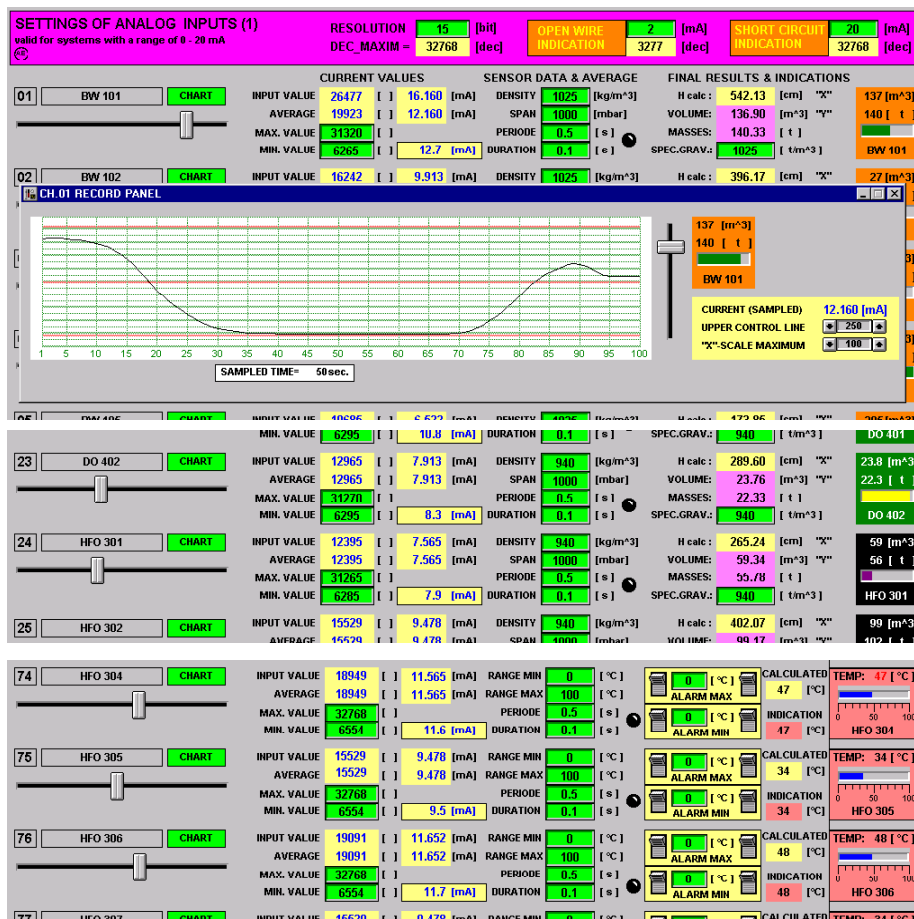 SETTINGS OF ANALOG INPUTS (1)
valid for systems with a range of 0 - 20 mA
RESOLUTION 15 [bit] OPEN WIRE INDICATION 2 [mA] SHORT CIRCUIT INDICATION 20 [mA]
DEC_MAXIM = 32768 [dec] 3277 [dec] 32768 [dec]
CURRENT VALUES SENSOR DATA & AVERAGE FINAL RESULTS & INDICATIONS
01 BW 101 CHART INPUT VALUE 26477 [ ] 16.160 [mA] DENSITY 1025 [kg/m^3] H calc : 542.13 [cm] "X" 137 [m^3]
AVERAGE 19923 [ ] 12.160 [mA] SPAN 1000 [mbar] VOLUME: 136.90 [m^3] "Y" 140 [ t ]
MAX. VALUE 31320 [ ] PERIODE 0.5 [ s ] MASSES: 140.33 [ t ]
MIN. VALUE 6265 [ ] 12.7 [mA] DURATION 0.1 [ s ] SPEC.GRAV.: 1025 [ t/m^3 ] BW 101
02 BW 102 CHART INPUT VALUE 16242 [ ] 9.913 [mA] DENSITY 1025 [kg/m^3] H calc : 396.17 [cm] "X" 27 [m^3]
CH.01 RECORD PANEL
137 [m^3]
140 [ t ]
BW 101
CURRENT (SAMPLED) 12.160 [mA]
UPPER CONTROL LINE 250
"X"-SCALE MAXIMUM 100
1 5 10 15 20 25 30 35 40 45 50 55 60 65 70 75 80 85 90 95 100
SAMPLED TIME= 50sec.
MIN. VALUE 6295 [ ] 10.8 [mA] DURATION 0.1 [ s ] SPEC.GRAV.: 940 [ t/m^3 ] DO 401
23 DO 402 CHART INPUT VALUE 12965 [ ] 7.913 [mA] DENSITY 940 [kg/m^3] H calc : 289.60 [cm] "X" 23.8 [m^3
AVERAGE 12965 [ ] 7.913 [mA] SPAN 1000 [mbar] VOLUME: 23.76 [m^3] "Y" 22.3 [ t ]
MAX. VALUE 31270 [ ] PERIODE 0.5 [ s ] MASSES: 22.33 [ t ]
MIN. VALUE 6295 [ ] 8.3 [mA] DURATION 0.1 [ s ] SPEC.GRAV.: 940 [ t/m^3 ] DO 402
24 HFO 301 CHART INPUT VALUE 12395 [ ] 7.565 [mA] DENSITY 940 [kg/m^3] H calc : 265.24 [cm] "X" 59 [m^3
AVERAGE 12395 [ ] 7.565 [mA] SPAN 1000 [mbar] VOLUME: 59.34 [m^3] "Y" 56 [ t ]
MAX. VALUE 31265 [ ] PERIODE 0.5 [ s ] MASSES: 55.78 [ t ]
MIN. VALUE 6285 [ ] 7.9 [mA] DURATION 0.1 [ s ] SPEC.GRAV.: 940 [ t/m^3 ] HFO 301
25 HFO 302 CHART INPUT VALUE 15529 [ ] 9.478 [mA] DENSITY 940 [kg/m^3] H calc : 402.07 [cm] "X" 99 [m^3
AVERAGE 15529 [ ] 9.478 [mA] SPAN 1000 [mbar] VOLUME: 99.17 [m^3] "Y" 102 [ t ]
74 HFO 304 CHART INPUT VALUE 18949 [ ] 11.565 [mA] RANGE MIN 0 [ °C ] 0 [ °C ] CALCULATED TEMP: 47 [ °C ]
AVERAGE 18949 [ ] 11.565 [mA] RANGE MAX 100 [ °C ] ALARM MAX 47 [°C]
MAX. VALUE 32768 [ ] PERIODE 0.5 [ s ] 0 [ °C ] INDICATION 0 50 100
MIN. VALUE 6554 [ ] 11.6 [mA] DURATION 0.1 [ s ] ALARM MIN 47 [°C] HFO 304
75 HFO 305 CHART INPUT VALUE 15529 [ ] 9.478 [mA] RANGE MIN 0 [ °C ] 0 [ °C ] CALCULATED TEMP: 34 [ °C ]
AVERAGE 15529 [ ] 9.478 [mA] RANGE MAX 100 [ °C ] ALARM MAX 34 [°C]
MAX. VALUE 32768 [ ] PERIODE 0.5 [ s ] 0 [ °C ] INDICATION 0 50 100
MIN. VALUE 6554 [ ] 9.5 [mA] DURATION 0.1 [ s ] ALARM MIN 34 [°C] HFO 305
76 HFO 306 CHART INPUT VALUE 19091 [ ] 11.652 [mA] RANGE MIN 0 [ °C ] 0 [ °C ] CALCULATED TEMP: 48 [ °C ]
AVERAGE 19091 [ ] 11.652 [mA] RANGE MAX 100 [ °C ] ALARM MAX 48 [°C]
MAX. VALUE 32768 [ ] PERIODE 0.5 [ s ] 0 [ °C ] INDICATION 0 50 100
MIN. VALUE 6554 [ ] 11.7 [mA] DURATION 0.1 [ s ] ALARM MIN 48 [°C] HFO 306